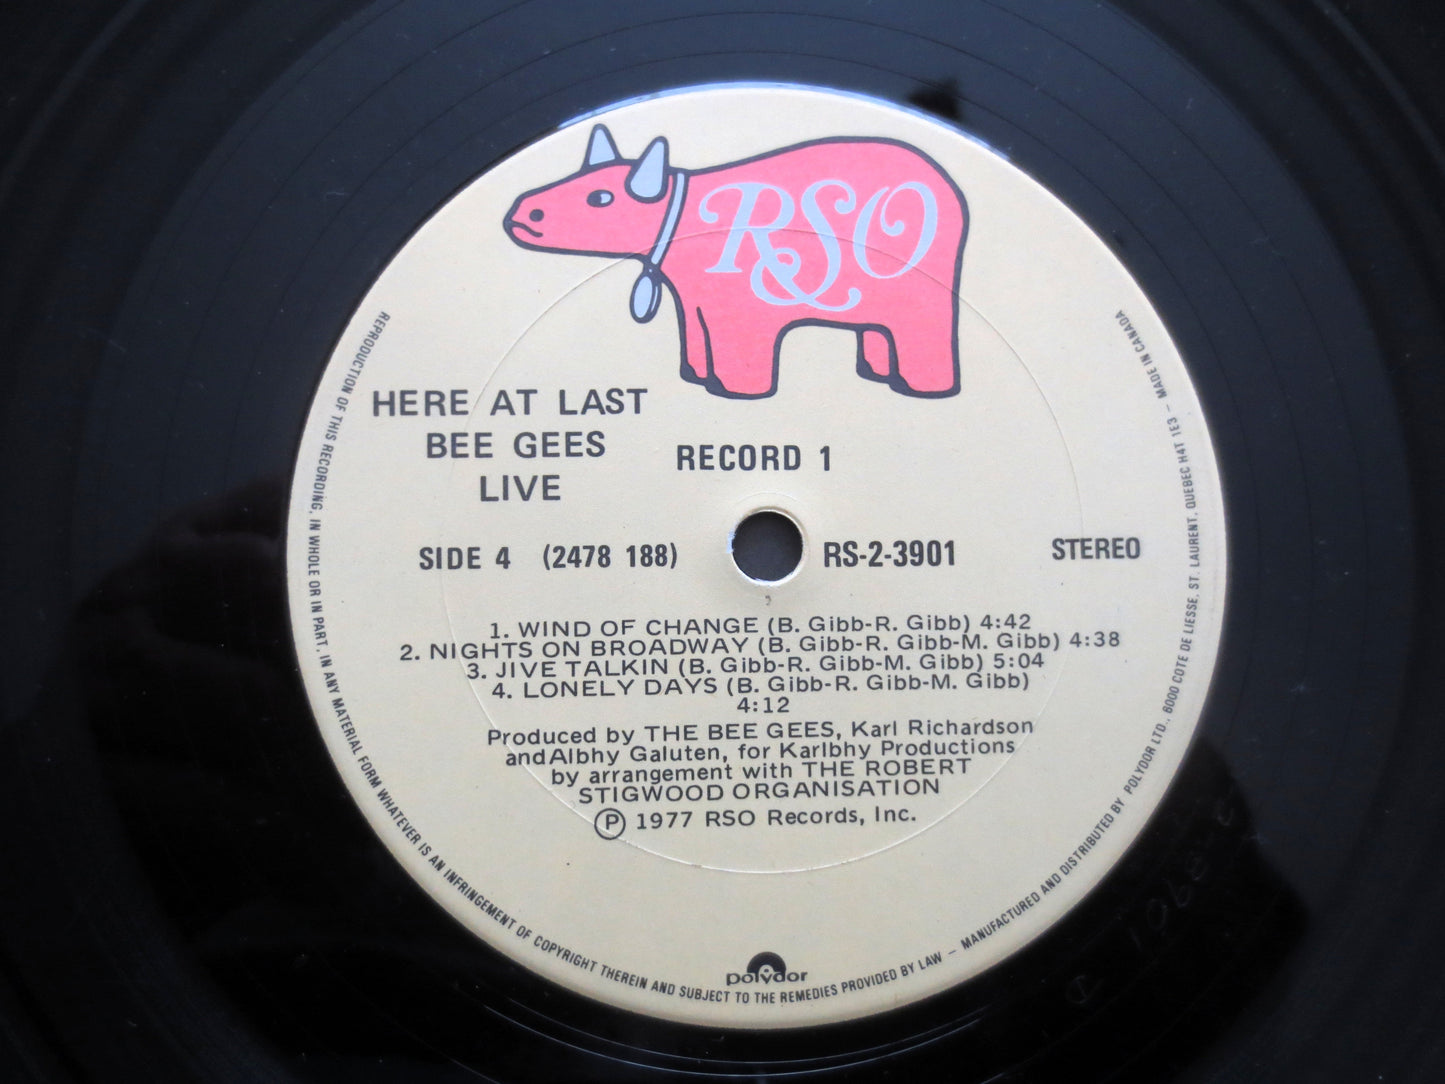 RSO
HERE AT LAST
BEE GEES
LIVE
RECORD 1
SIDE 4 (2478 188)
RS-2-3901
STEREO
1. WIND OF CHANGE (B. Gibb-R. Gibb) 4:42
2. NIGHTS ON BROADWAY (B. Gibb-R. Gibb-M. Gibb) 4:38
3. JIVE TALKIN (B. Gibb-R. Gibb-M. Gibb) 5:04
4. LONELY DAYS (B. Gibb-R. Gibb-M. Gibb)
4:12
Produced by THE BEE GEES, Karl Richardson
and Albhy Galuten, for Karlbhy Productions
by arrangement with THE ROBERT
STIGWOOD ORGANISATION
Ⓟ 1977 RSO Records, Inc.
polydor
REPRODUCTION OF THIS RECORDING, IN WHOLE OR IN PART, IN ANY MATERIAL FORM WHATEVER IS AN INFRINGEMENT OF COPYRIGHT THEREIN AND SUBJECT TO THE REMEDIES PROVIDED BY LAW – MANUFACTURED AND DISTRIBUTED BY POLYDOR LTD., 6000 COTE DE LIESSE, ST. LAURENT, QUEBEC H4T 1E3 – MADE IN CANADA